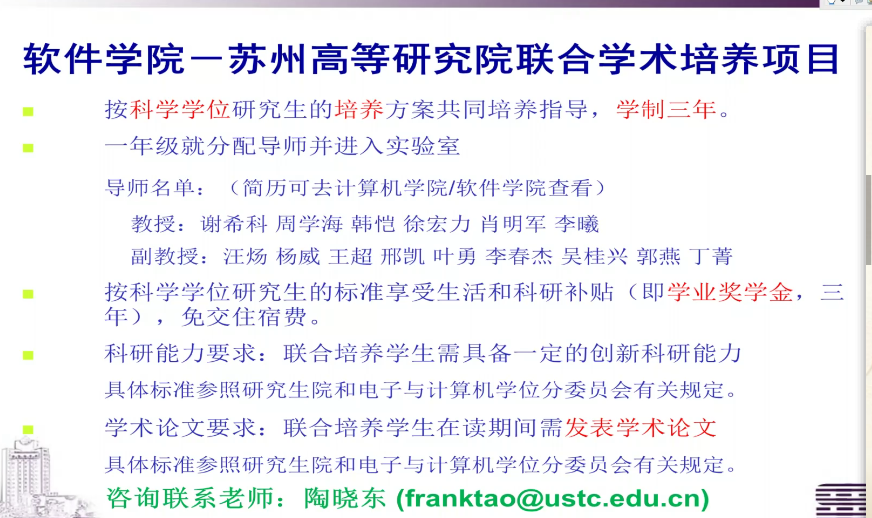 软件学院－苏州高等研究院联合学术培养项目
按科学学位研究生的培养方案共同培养指导，学制三年。
一年级就分配导师并进入实验室
导师名单：（简历可去计算机学院/软件学院查看）
教授：谢希科 周学海 韩恺 徐宏力 肖明军 李曦
副教授：汪炀 杨威 王超 邢凯 叶勇 李春杰 吴桂兴 郭燕 丁菁
按科学学位研究生的标准享受生活和科研补贴（即学业奖学金，三
年），免交住宿费。
科研能力要求：联合培养学生需具备一定的创新科研能力
具体标准参照研究生院和电子与计算机学位分委员会有关规定。
学术论文要求：联合培养学生在读期间需发表学术论文
具体标准参照研究生院和电子与计算机学位分委员会有关规定。
咨询联系老师：陶晓东 (franktao@ustc.edu.cn)